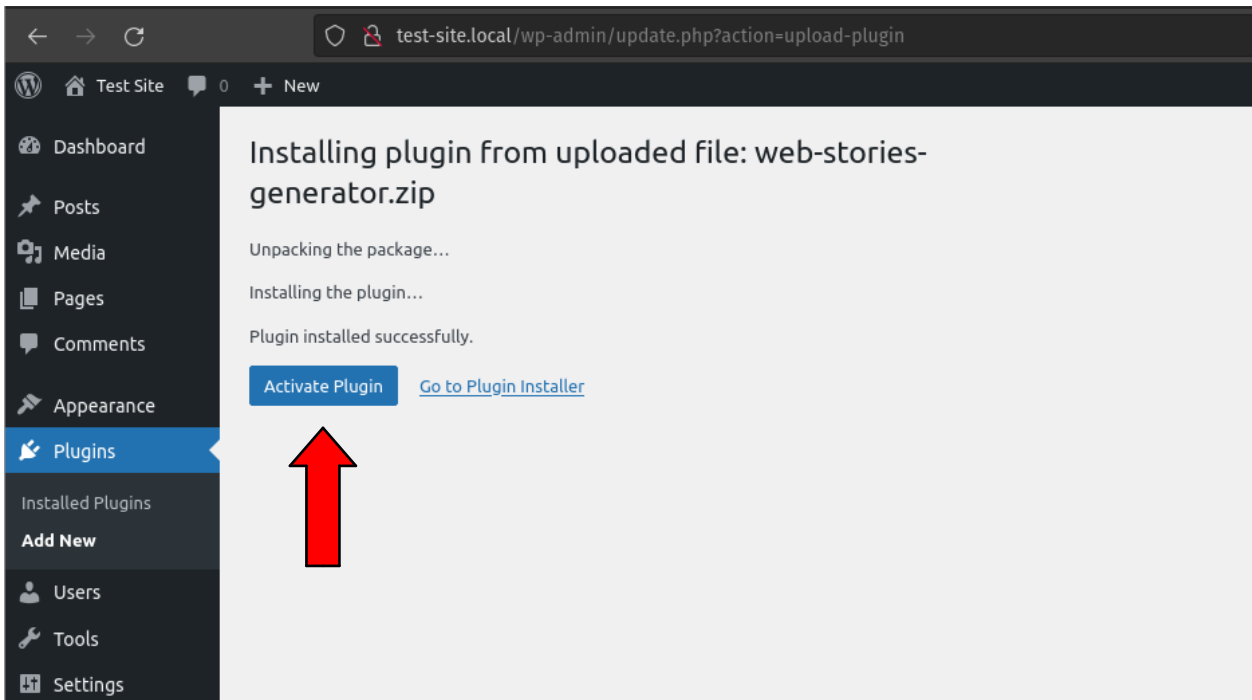 test-site.local/wp-admin/update.php?action=upload-plugin
Test Site 0 New
Dashboard
Posts
Media
Pages
Comments
Appearance
Plugins
Installed Plugins
Add New
Users
Tools
Settings
Installing plugin from uploaded file: web-stories-
generator.zip
Unpacking the package…
Installing the plugin…
Plugin installed successfully.
Activate Plugin Go to Plugin Installer